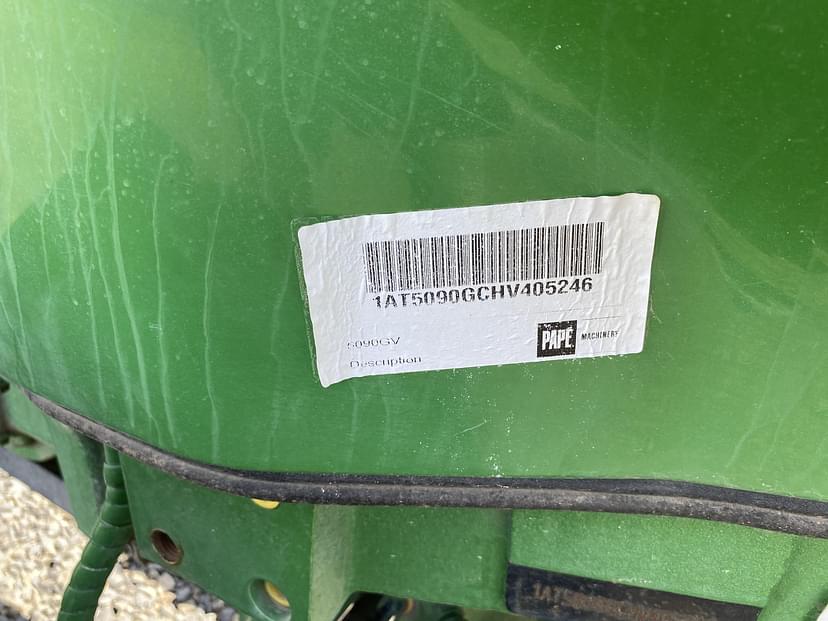 1AT5090GCHV405246
5090GV
Description
PAPÉ MACHINERY